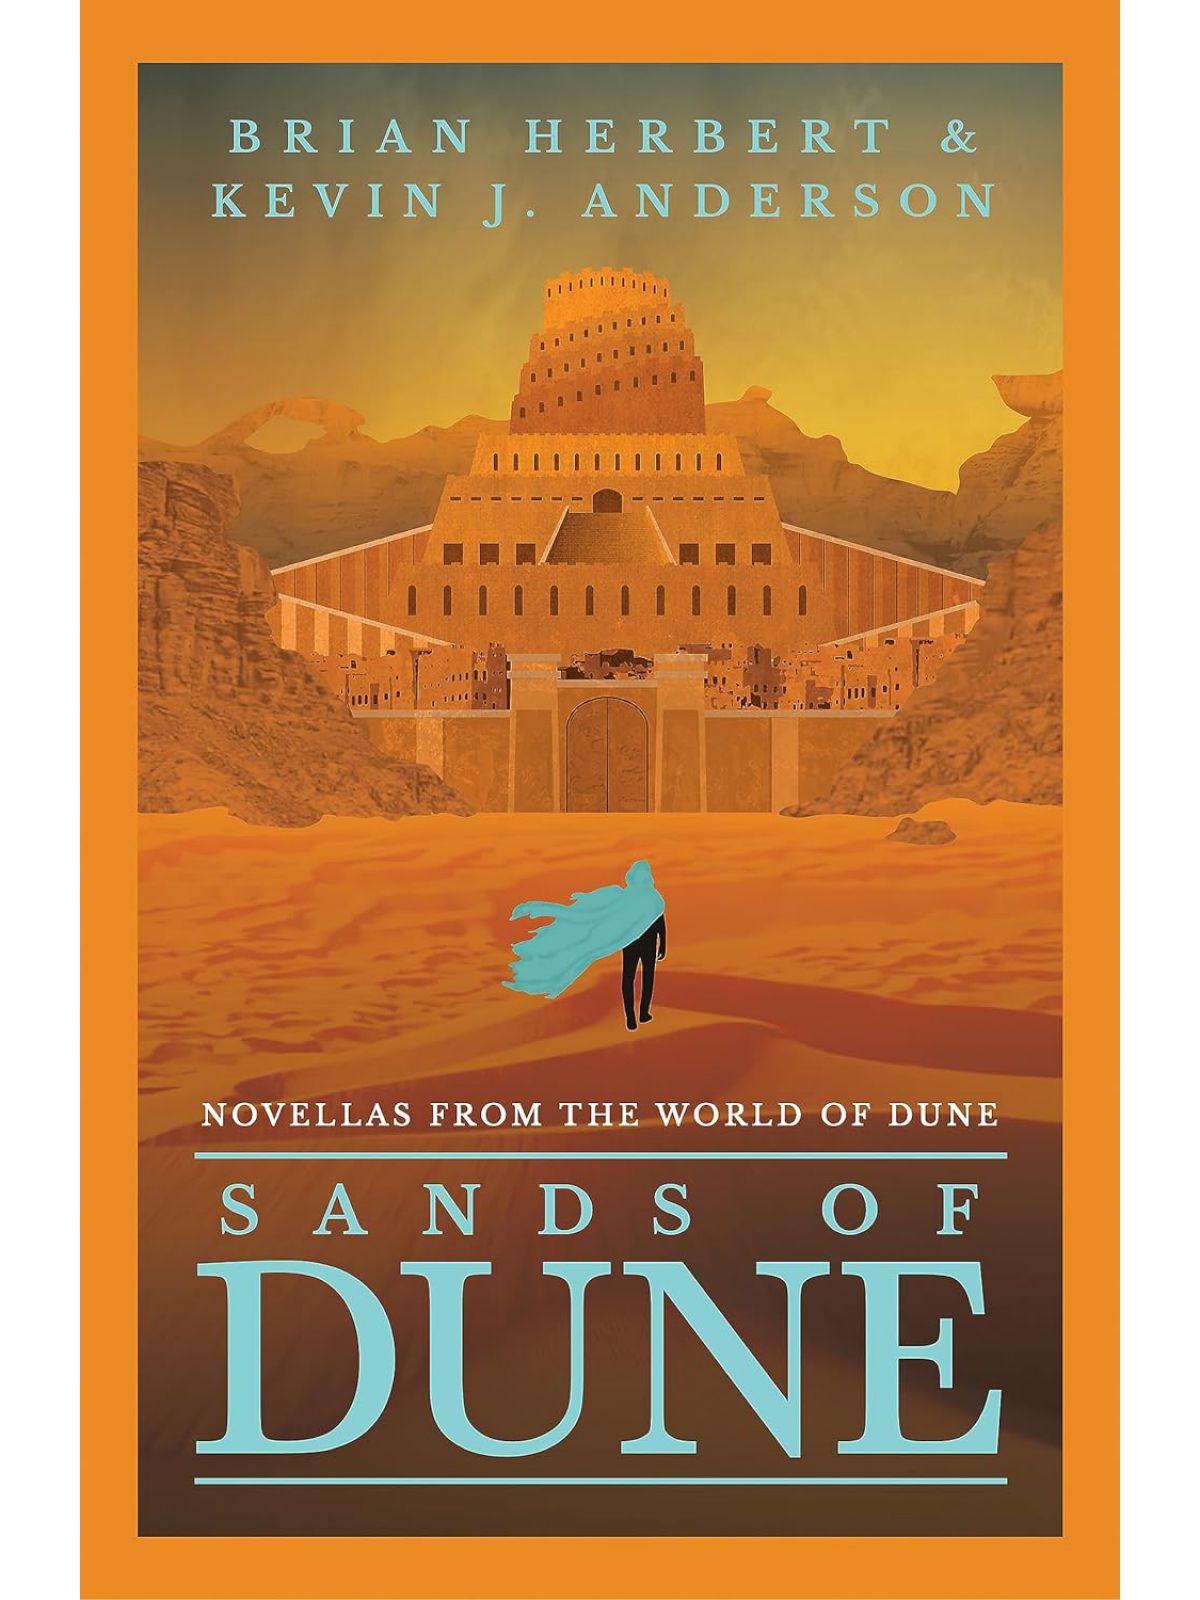 BRIAN HERBERT &
KEVIN J. ANDERSON
NOVELLAS FROM THE WORLD OF DUNE
SANDS OF
DUNE